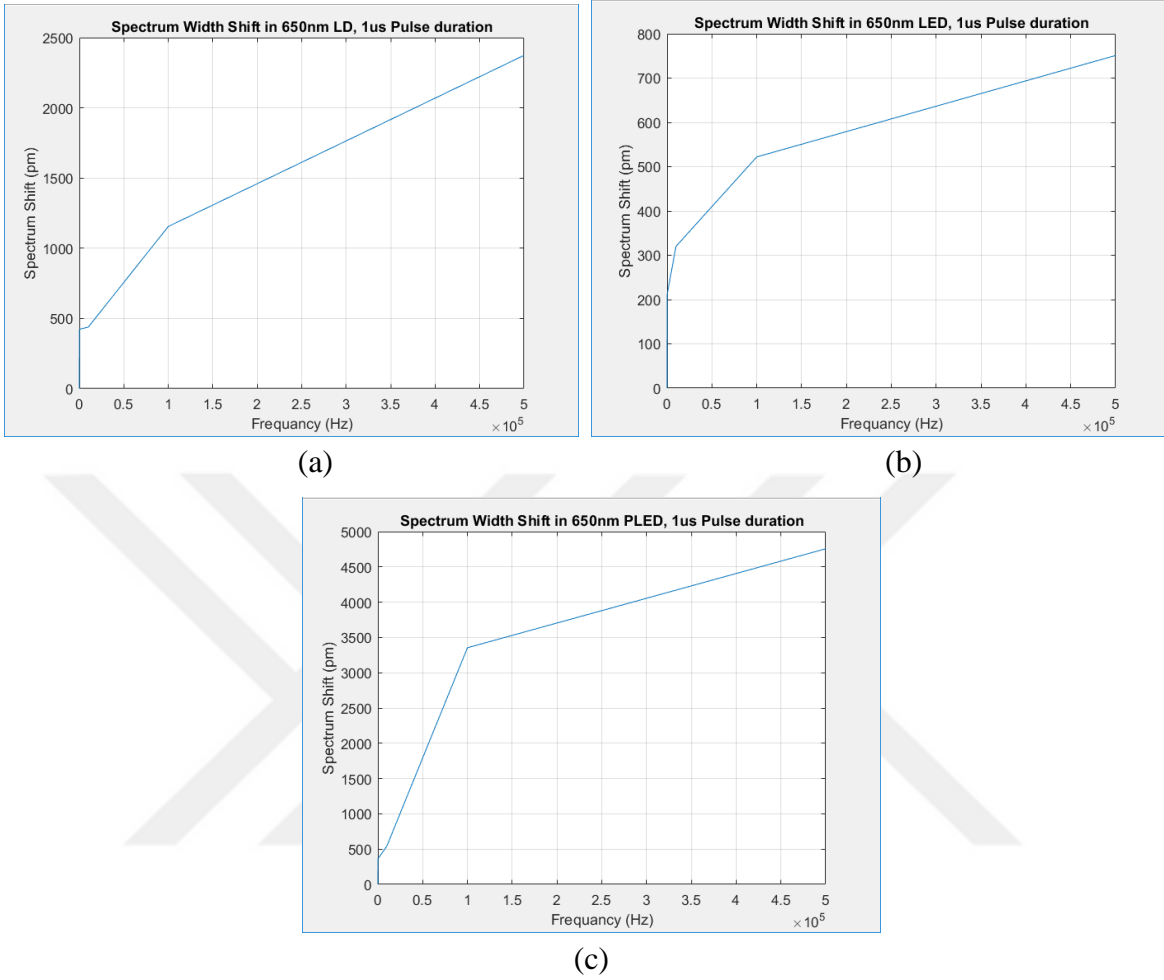 Spectrum Width Shift in 650nm LD, 1us Pulse duration
Spectrum Shift (pm)
2500
2000
1500
1000
500
0
0 0.5 1 1.5 2 2.5 3 3.5 4 4.5 5
Frequancy (Hz)
×10^5
(a)
Spectrum Width Shift in 650nm LED, 1us Pulse duration
Spectrum Shift (pm)
800
700
600
500
400
300
200
100
0
0 0.5 1 1.5 2 2.5 3 3.5 4 4.5 5
Frequancy (Hz)
×10^5
(b)
Spectrum Width Shift in 650nm PLED, 1us Pulse duration
Spectrum Shift (pm)
5000
4500
4000
3500
3000
2500
2000
1500
1000
500
0
0 0.5 1 1.5 2 2.5 3 3.5 4 4.5 5
Frequancy (Hz)
×10^5
(c)